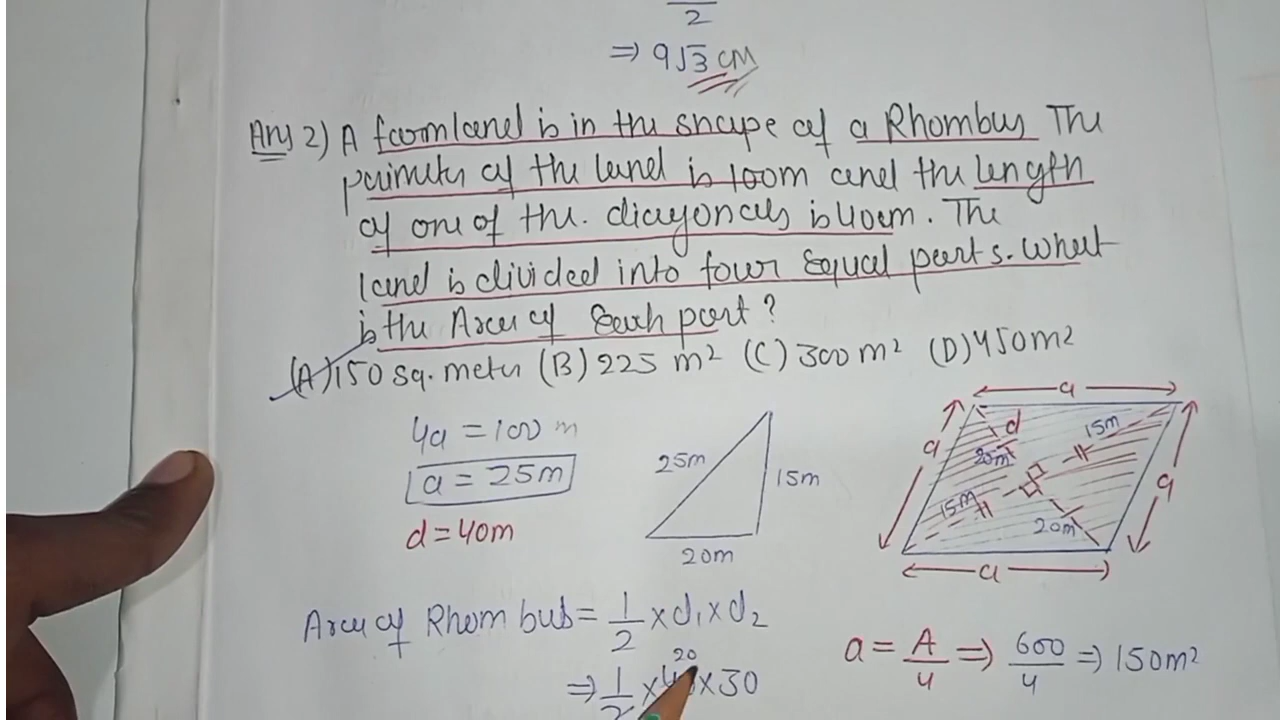 2
⇒ 9√3 cm
Ans 2) A farmland is in the shape of a Rhombus The
perimeter of the land is 100m and the length
of one of the diagonals is 40m. The
land is divided into four Equal parts. What
is the Area of Each part?
(A) 150 sq. meter (B) 225 m² (C) 300 m² (D) 450m²
4a = 100 m
a = 25m
d = 40m
25m
15m
20m
a
a
d
15m
20m
15m
20m
a
a
Area of Rhombus = 1/2 × d₁ × d₂
⇒ 1/2 × 40 × 30
20
a = A/4 ⇒ 600/4 ⇒ 150m²